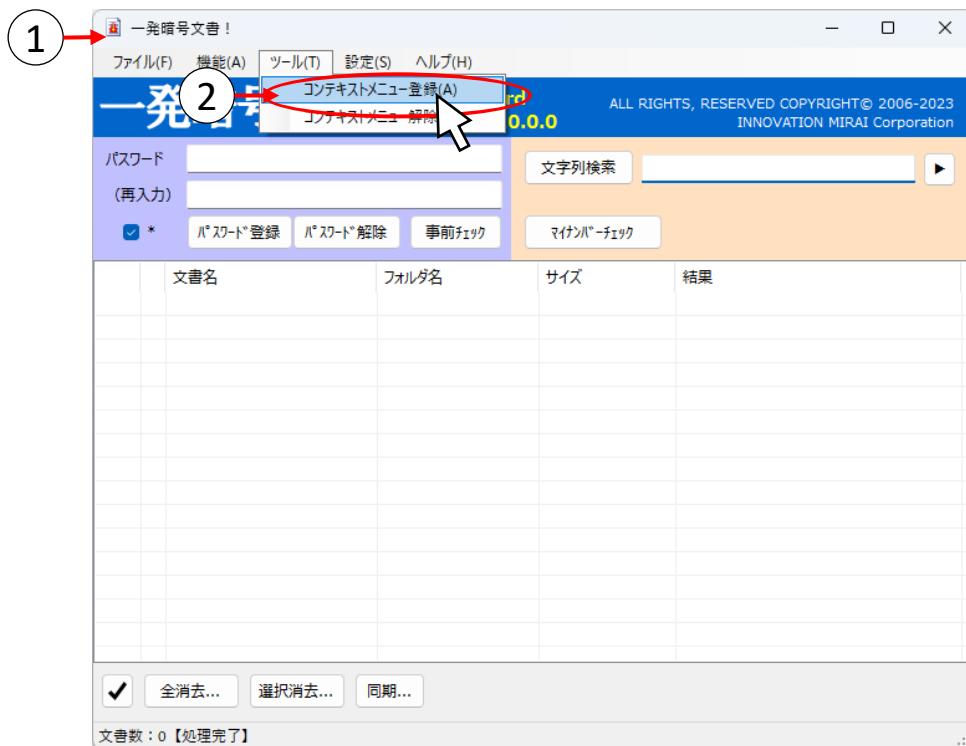 1
一発暗号文書！
ファイル(F) 機能(A) ツール(T) 設定(S) ヘルプ(H)
2
コンテキストメニュー登録(A)
コンテキストメニュー解除
一発暗号
rd
0.0.0
ALL RIGHTS, RESERVED COPYRIGHT© 2006-2023
INNOVATION MIRAI Corporation
パスワード
(再入力)
*
ﾊﾟｽﾜｰﾄﾞ登録 ﾊﾟｽﾜｰﾄﾞ解除 事前ﾁｪｯｸ
文字列検索
ﾏｲﾅﾝﾊﾞｰﾁｪｯｸ
文書名 フォルダ名 サイズ 結果
全消去... 選択消去... 同期...
文書数：0【処理完了】